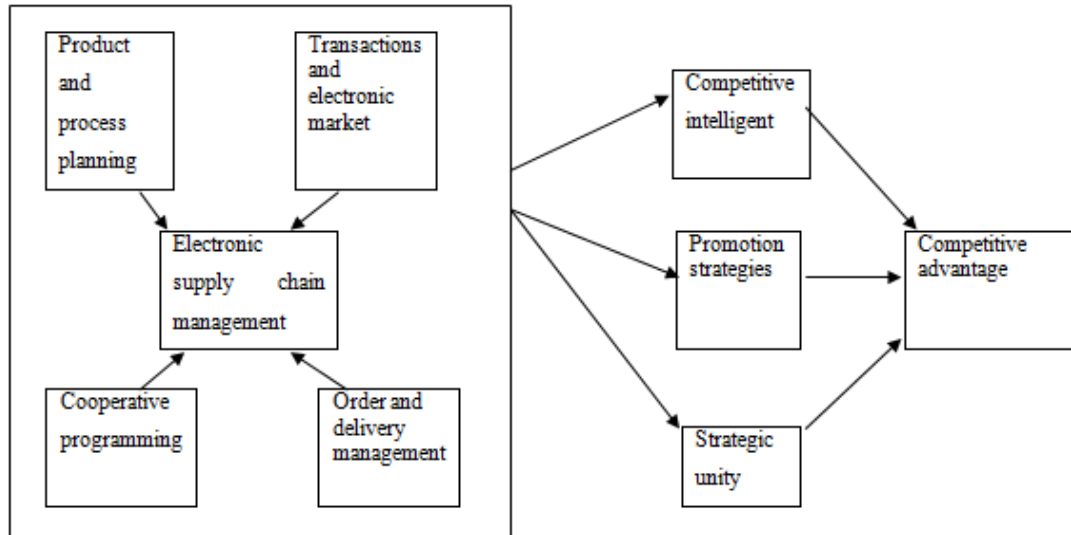 Product
and
process
planning
Transactions
and
electronic
market
Electronic
supply chain
management
Cooperative
programming
Order and
delivery
management
Competitive
intelligent
Promotion
strategies
Strategic
unity
Competitive
advantage